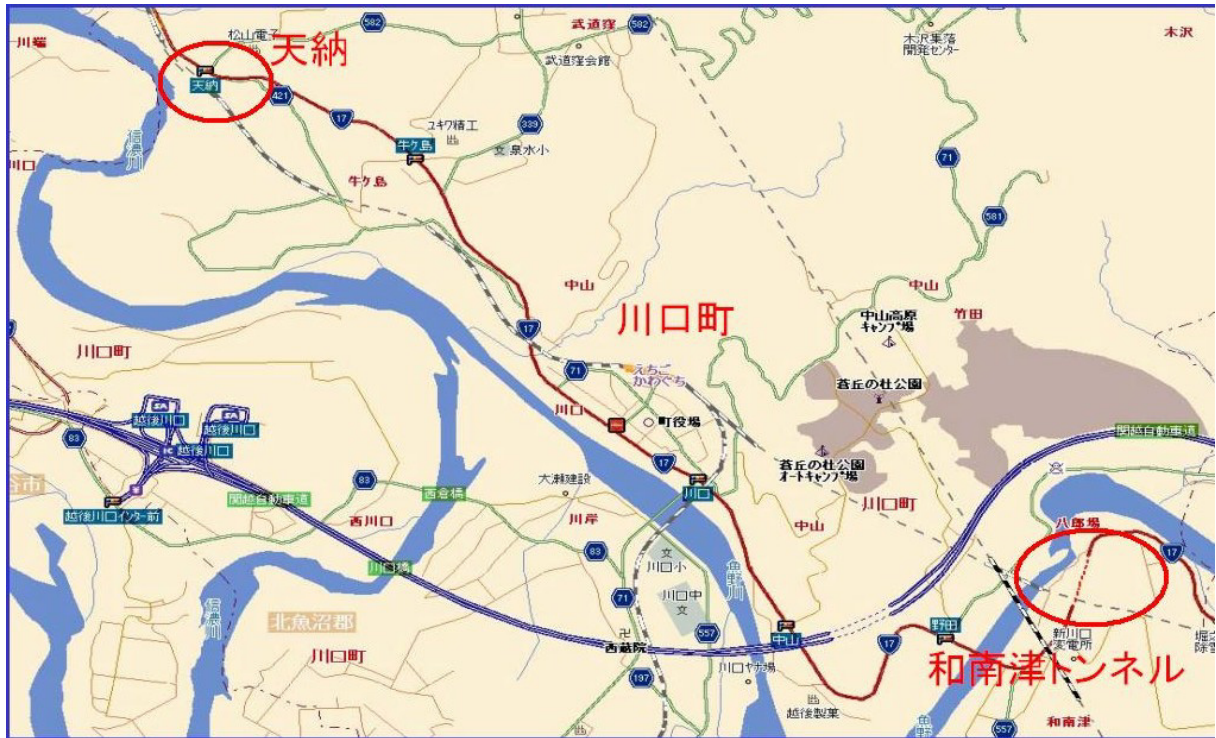 川端
松山電子
582
武道窪
582
木沢集落
開発センター
木沢
天納
天納
421
17
ユキワ精工
339
武道窪会館
文 泉水小
71
川口
信濃川
牛ケ島
牛ケ島
581
中山
中山
竹田
川口町
中山高原
キャンプ場
17
川口町
71
えちご
かわぐち
蒼丘の杜公園
越後川口
越後川口
越後川口
SA
IC
83
川口
町役場
関越自動車道
蒼丘の杜公園
オートキャンプ場
17
大瀬建設
川口
83
西倉橋
関越自動車道
越後川口インター前
西川口
川岸
中山
川口町
八郎場
17
83
文
川口小
魚野川
川口橋
71
川口中
文
信濃川
北魚沼郡
557
中山
17
野田
新川口
変電所
川口町
西蔵院
川口ヤナ場
和南津トンネル
197
越後製菓
魚野
557
和南津